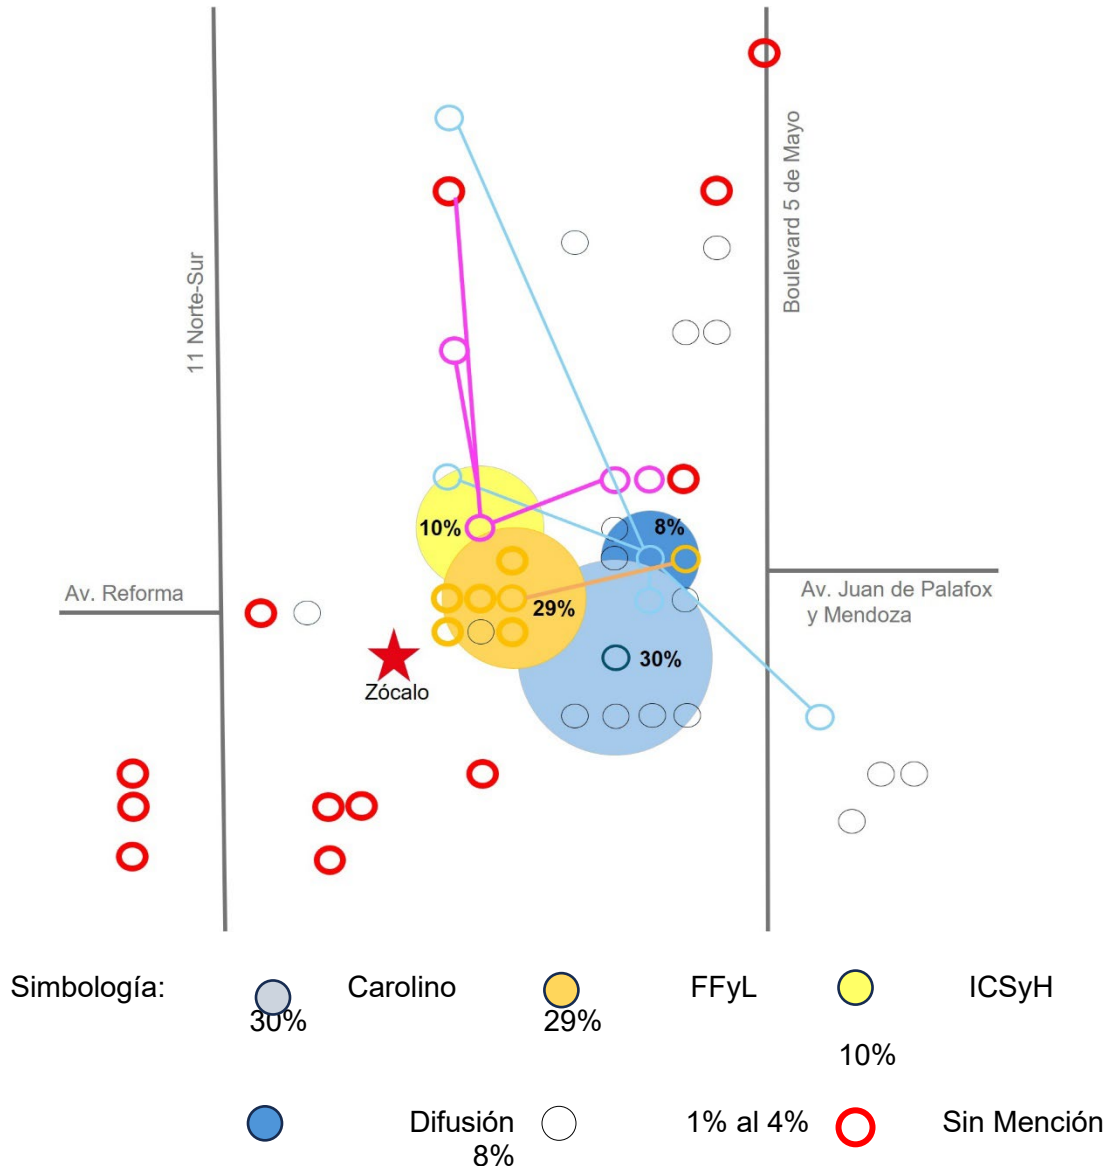 Boulevard 5 de Mayo
11 Norte-Sur
10%
8%
Av. Reforma
29%
Av. Juan de Palafox
y Mendoza
30%
Zócalo
Simbología:
Carolino
30%
FFyL
29%
ICSyH
10%
Difusión
8%
1% al 4%
Sin Mención